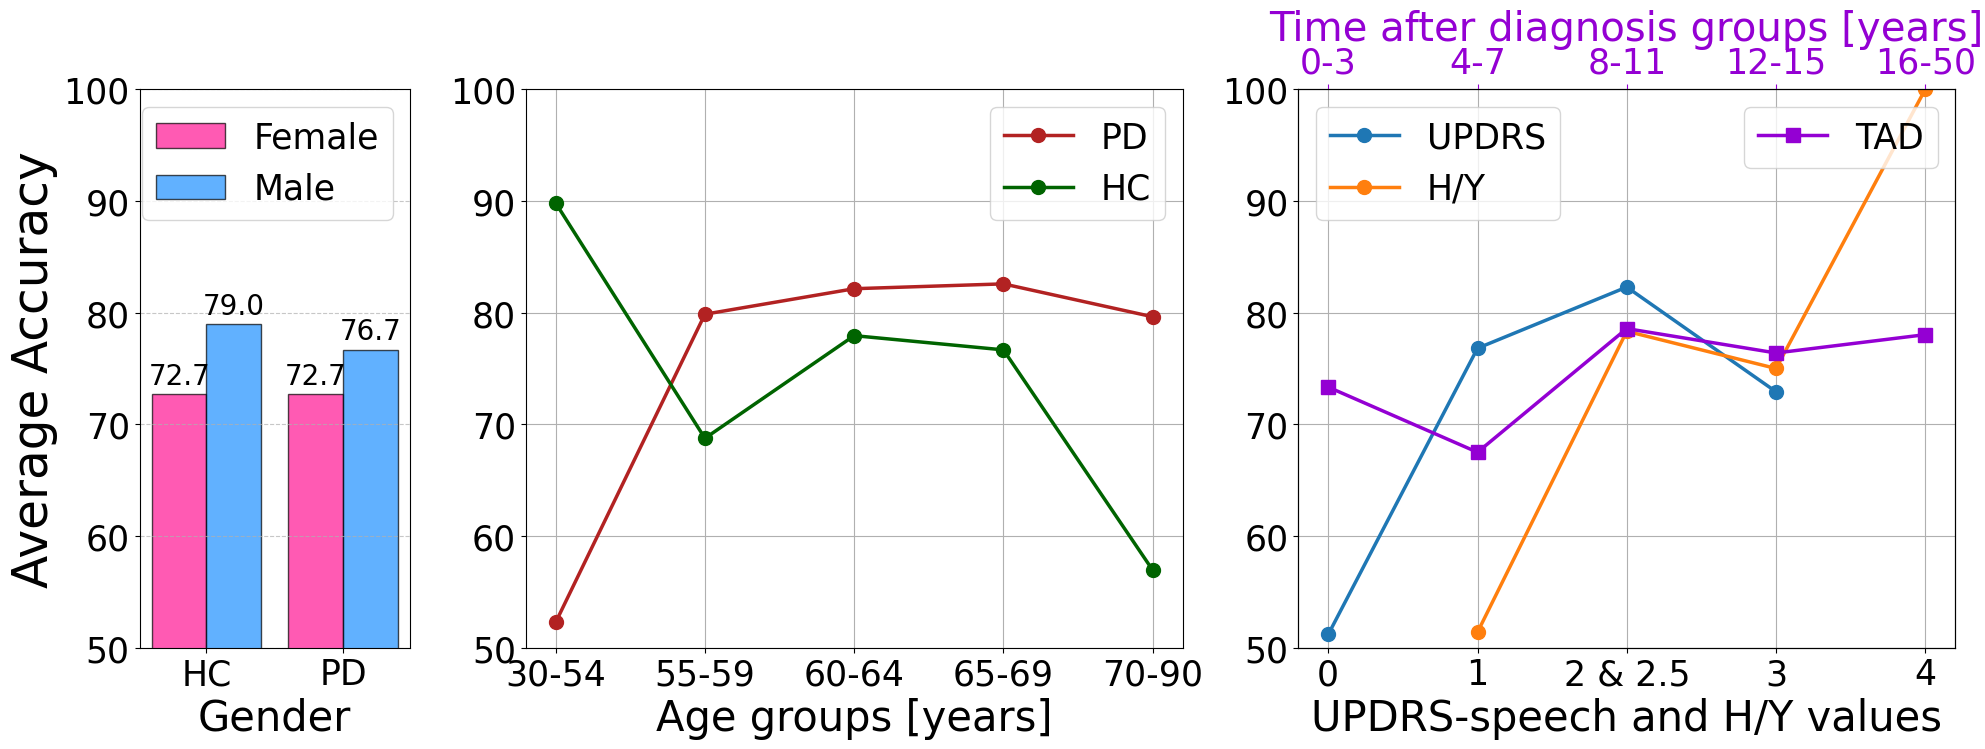 Average Accuracy
100
90
80
70
60
50
Female
Male
72.7
79.0
72.7
76.7
HC
PD
Gender
100
90
80
70
60
50
PD
HC
30-54
55-59
60-64
65-69
70-90
Age groups [years]
Time after diagnosis groups [years]
0-3
4-7
8-11
12-15
16-50
100
90
80
70
60
50
UPDRS
H/Y
TAD
0
1
2 & 2.5
3
4
UPDRS-speech and H/Y values